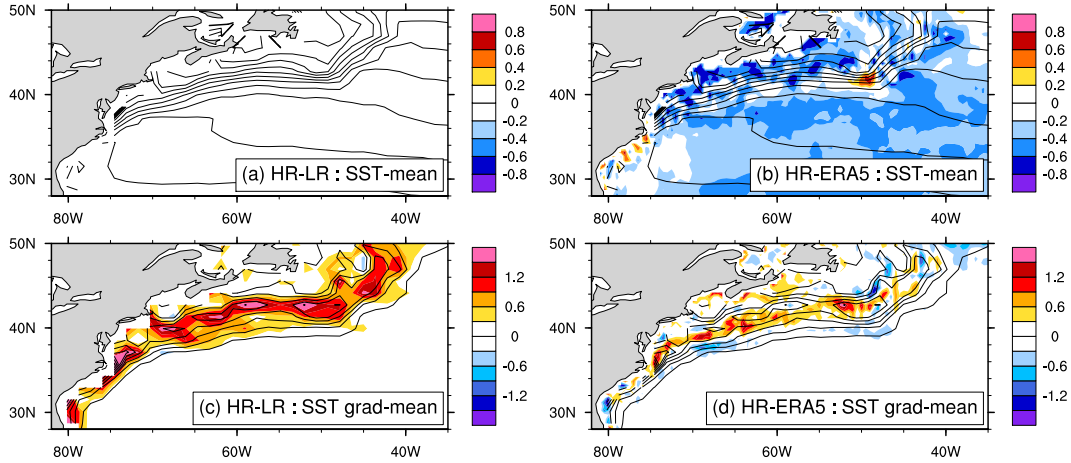 50N
40N
30N
80W 60W 40W
(a) HR-LR : SST-mean
0.8
0.6
0.4
0.2
0
-0.2
-0.4
-0.6
-0.8
50N
40N
30N
80W 60W 40W
(b) HR-ERA5 : SST-mean
0.8
0.6
0.4
0.2
0
-0.2
-0.4
-0.6
-0.8
50N
40N
30N
80W 60W 40W
(c) HR-LR : SST grad-mean
1.2
0.6
0
-0.6
-1.2
50N
40N
30N
80W 60W 40W
(d) HR-ERA5 : SST grad-mean
1.2
0.6
0
-0.6
-1.2